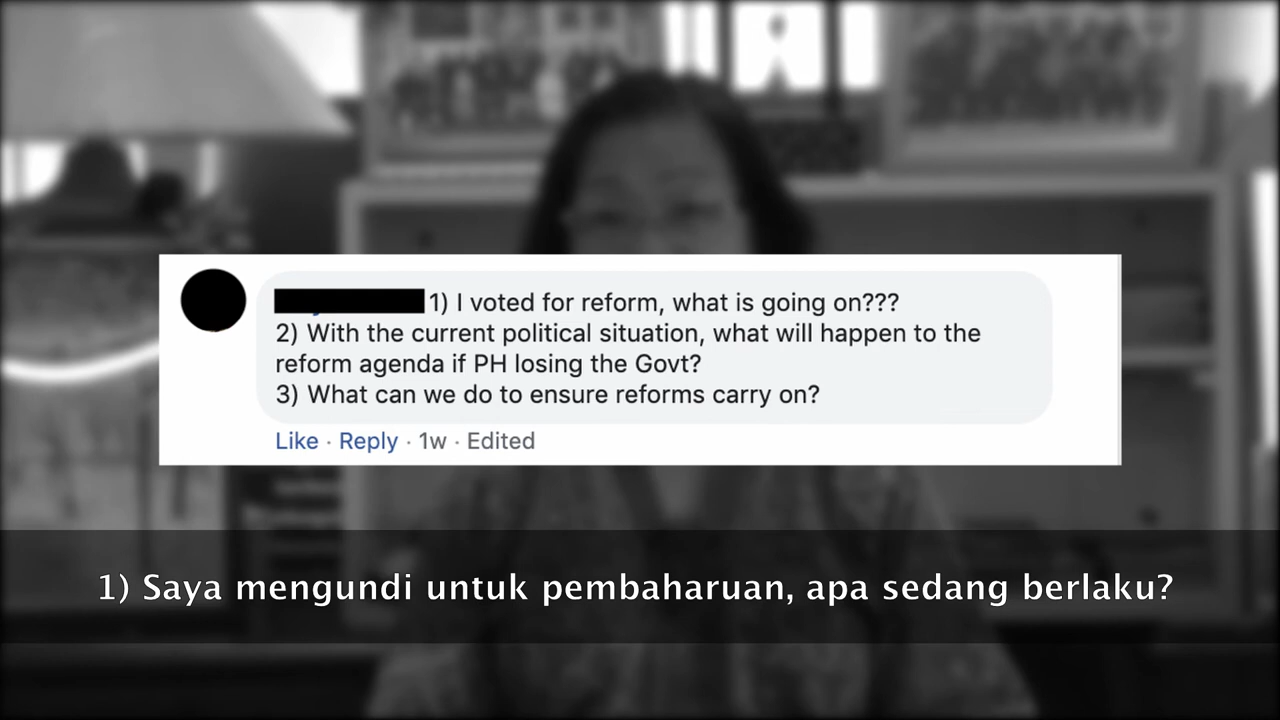 1) I voted for reform, what is going on???
2) With the current political situation, what will happen to the
reform agenda if PH losing the Govt?
3) What can we do to ensure reforms carry on?
Like · Reply · 1w · Edited
1) Saya mengundi untuk pembaharuan, apa sedang berlaku?